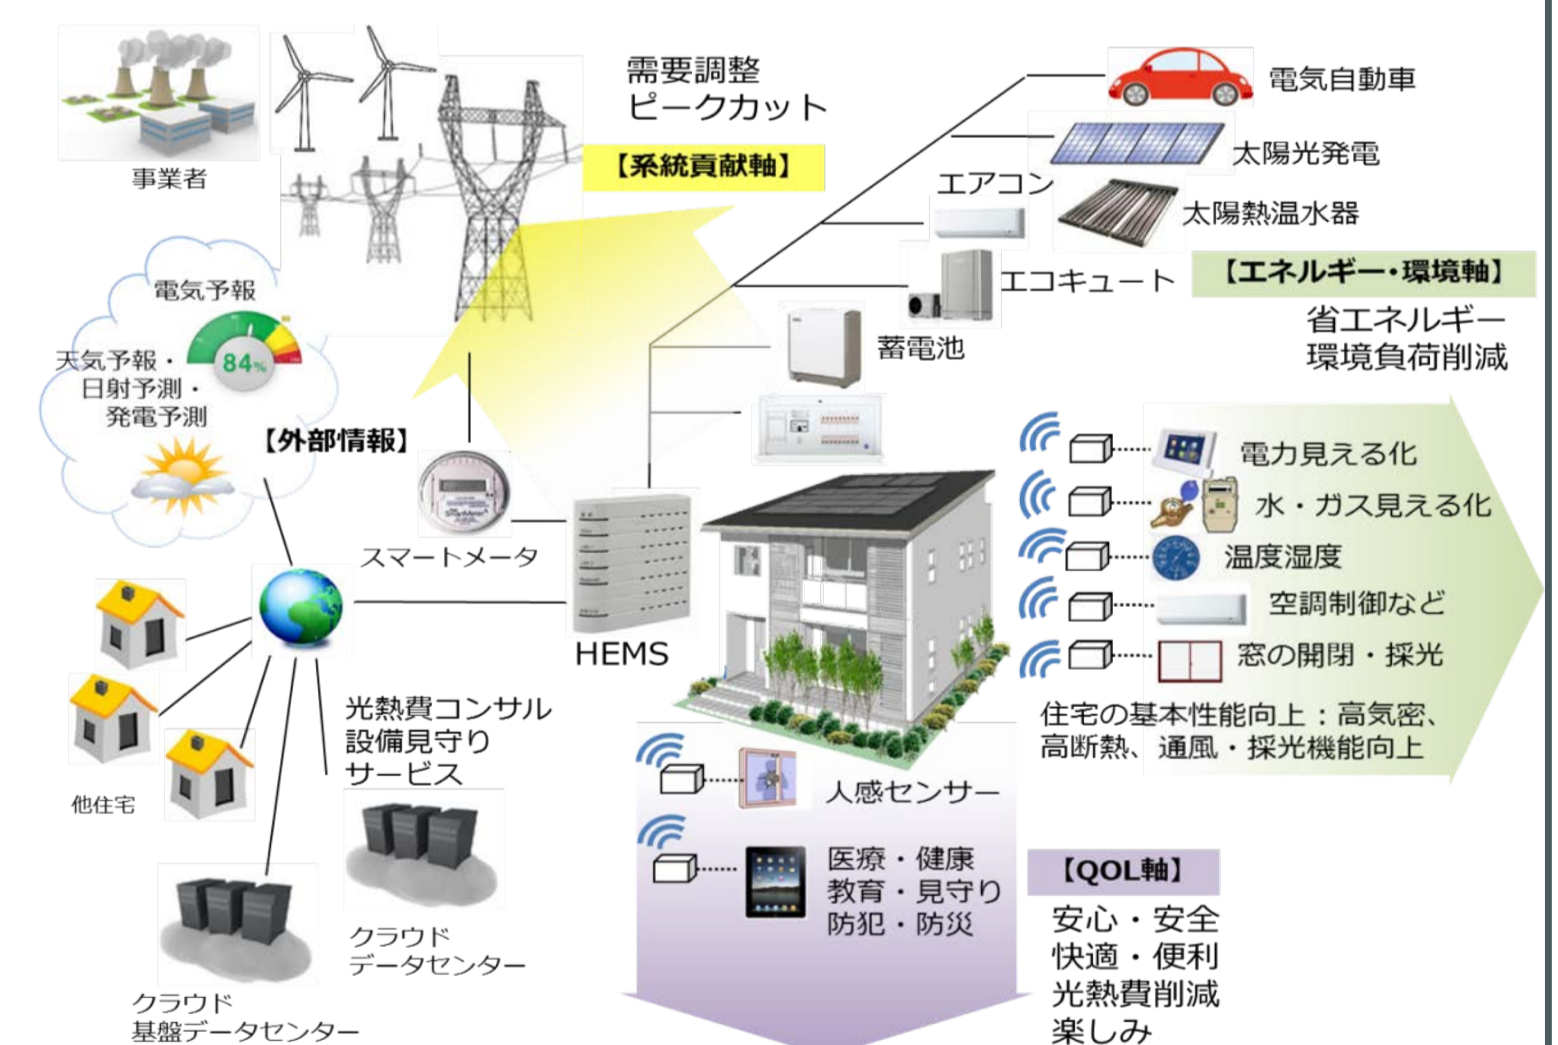 事業者
需要調整
ピークカット
【系統貢献軸】
電気自動車
太陽光発電
エアコン
太陽熱温水器
エコキュート
【エネルギー・環境軸】
省エネルギー
環境負荷削減
蓄電池
電気予報
84%
天気予報・
日射予測・
発電予測
【外部情報】
スマートメータ
HEMS
電力見える化
水・ガス見える化
温度湿度
空調制御など
窓の開閉・採光
住宅の基本性能向上：高気密、
高断熱、通風・採光機能向上
他住宅
光熱費コンサル
設備見守り
サービス
クラウド
データセンター
クラウド
基盤データセンター
人感センサー
医療・健康
教育・見守り
防犯・防災
【QOL軸】
安心・安全
快適・便利
光熱費削減
楽しみ